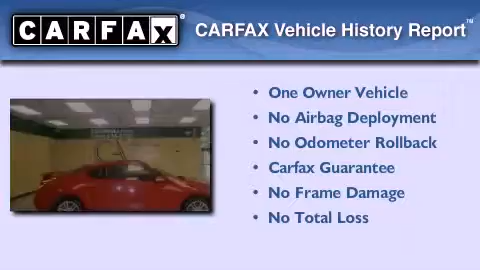 CARFAX®
CARFAX Vehicle History Report™
• One Owner Vehicle
• No Airbag Deployment
• No Odometer Rollback
• Carfax Guarantee
• No Frame Damage
• No Total Loss